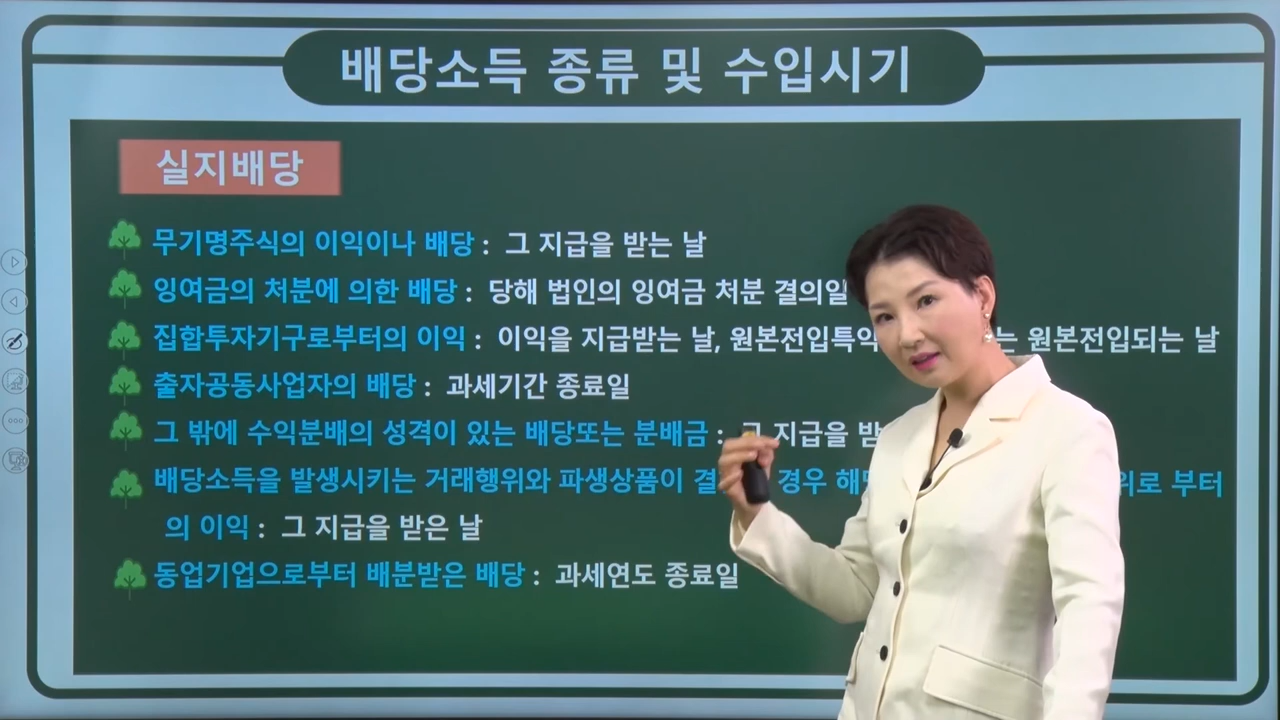 배당소득 종류 및 수입시기
실지배당
무기명주식의 이익이나 배당 : 그 지급을 받는 날
잉여금의 처분에 의한 배당 : 당해 법인의 잉여금 처분 결의일
집합투자기구로부터의 이익 : 이익을 지급받는 날, 원본전입특약 는 원본전입되는 날
출자공동사업자의 배당 : 과세기간 종료일
그 밖에 수익분배의 성격이 있는 배당또는 분배금 : 그 지급을
배당소득을 발생시키는 거래행위와 파생상품이 경우 위로 부터
의 이익 : 그 지급을 받은 날
동업기업으로부터 배분받은 배당 : 과세연도 종료일